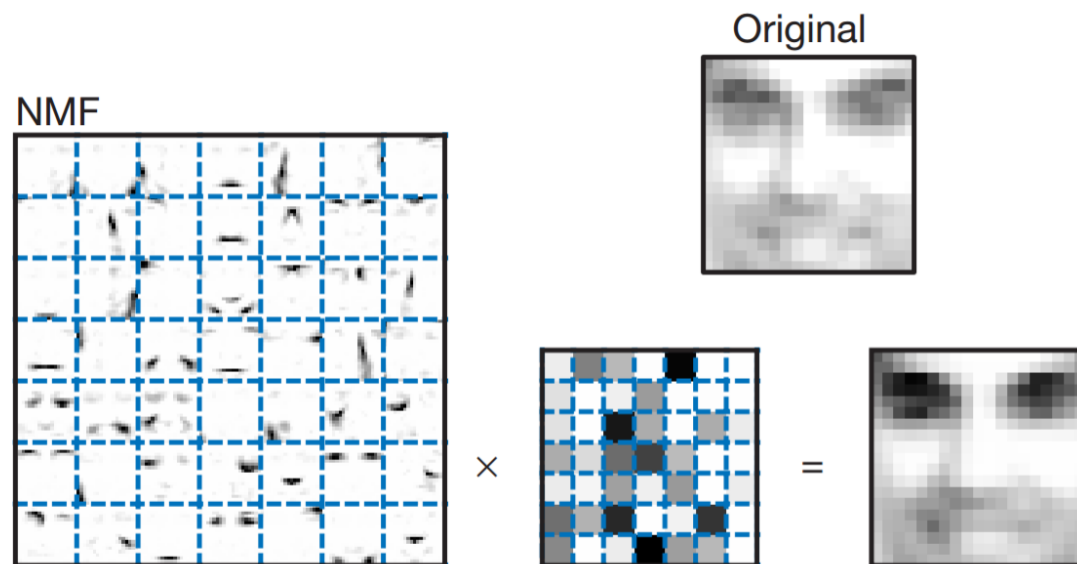 Original
NMF
×
=